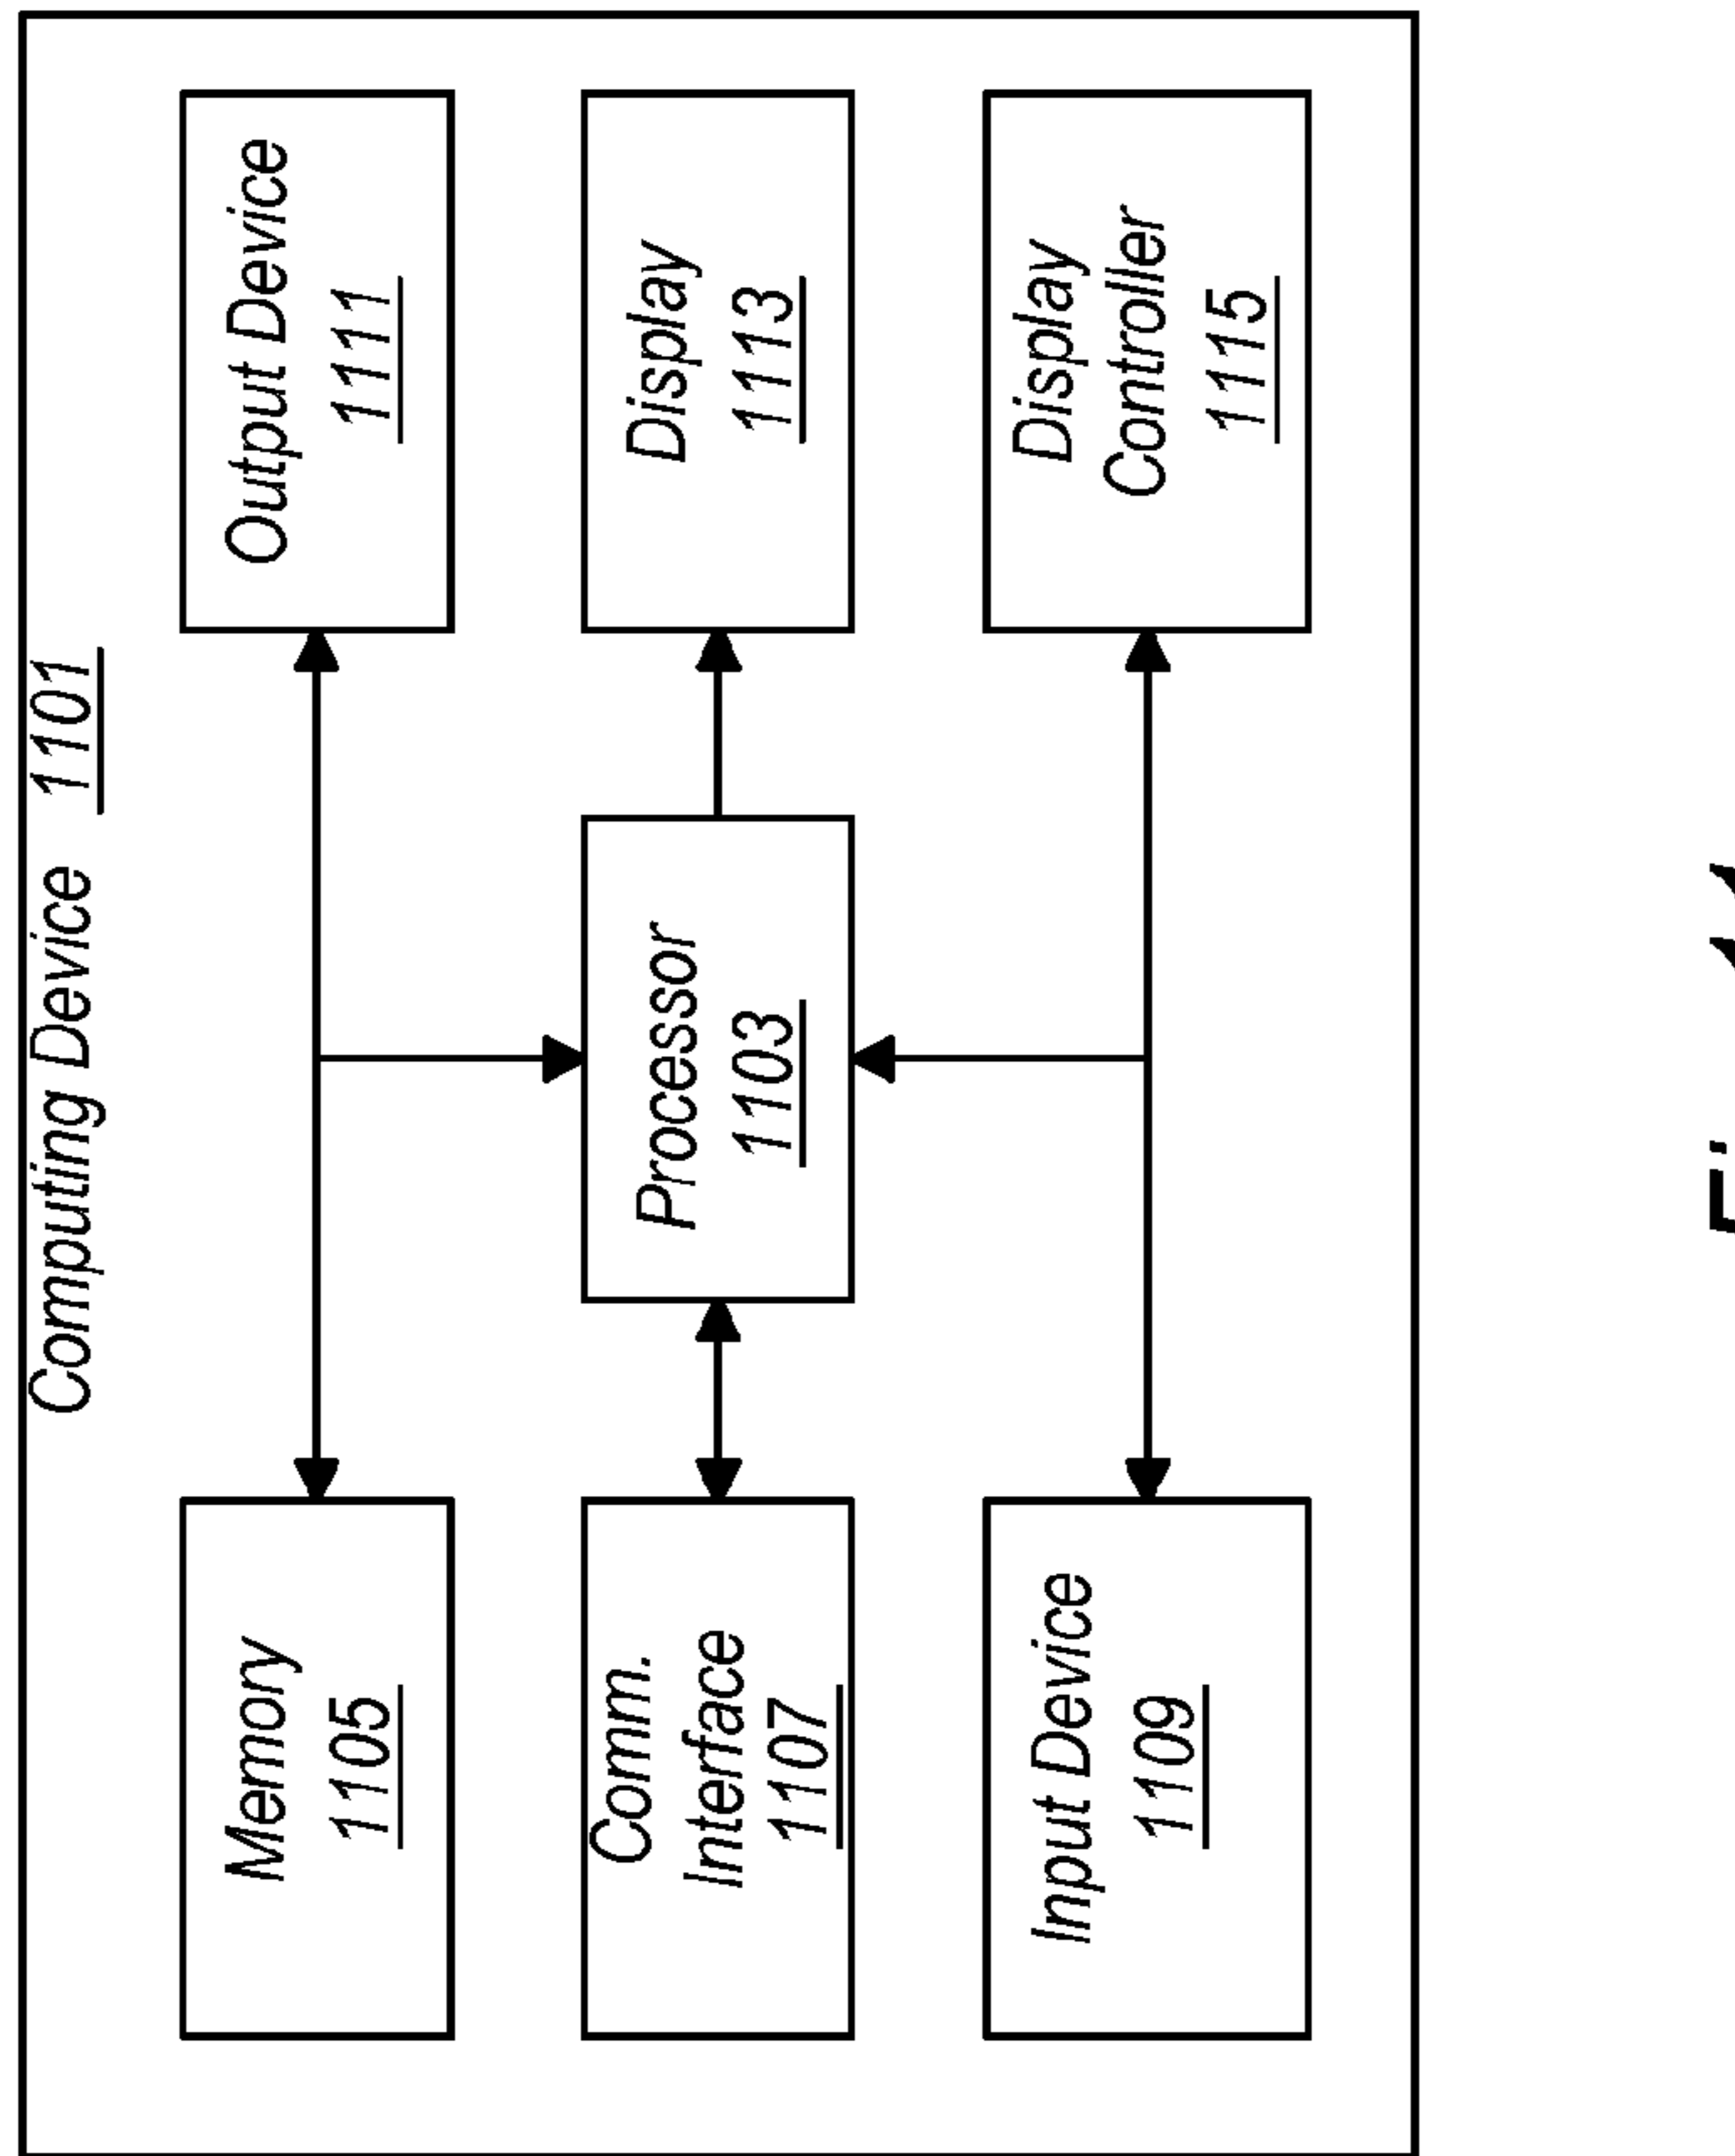 Computing Device 1101
Memory
1105
Output Device
1111
Comm.
Interface
1107
Processor
1103
Display
1113
Input Device
1109
Display
Controller
1115